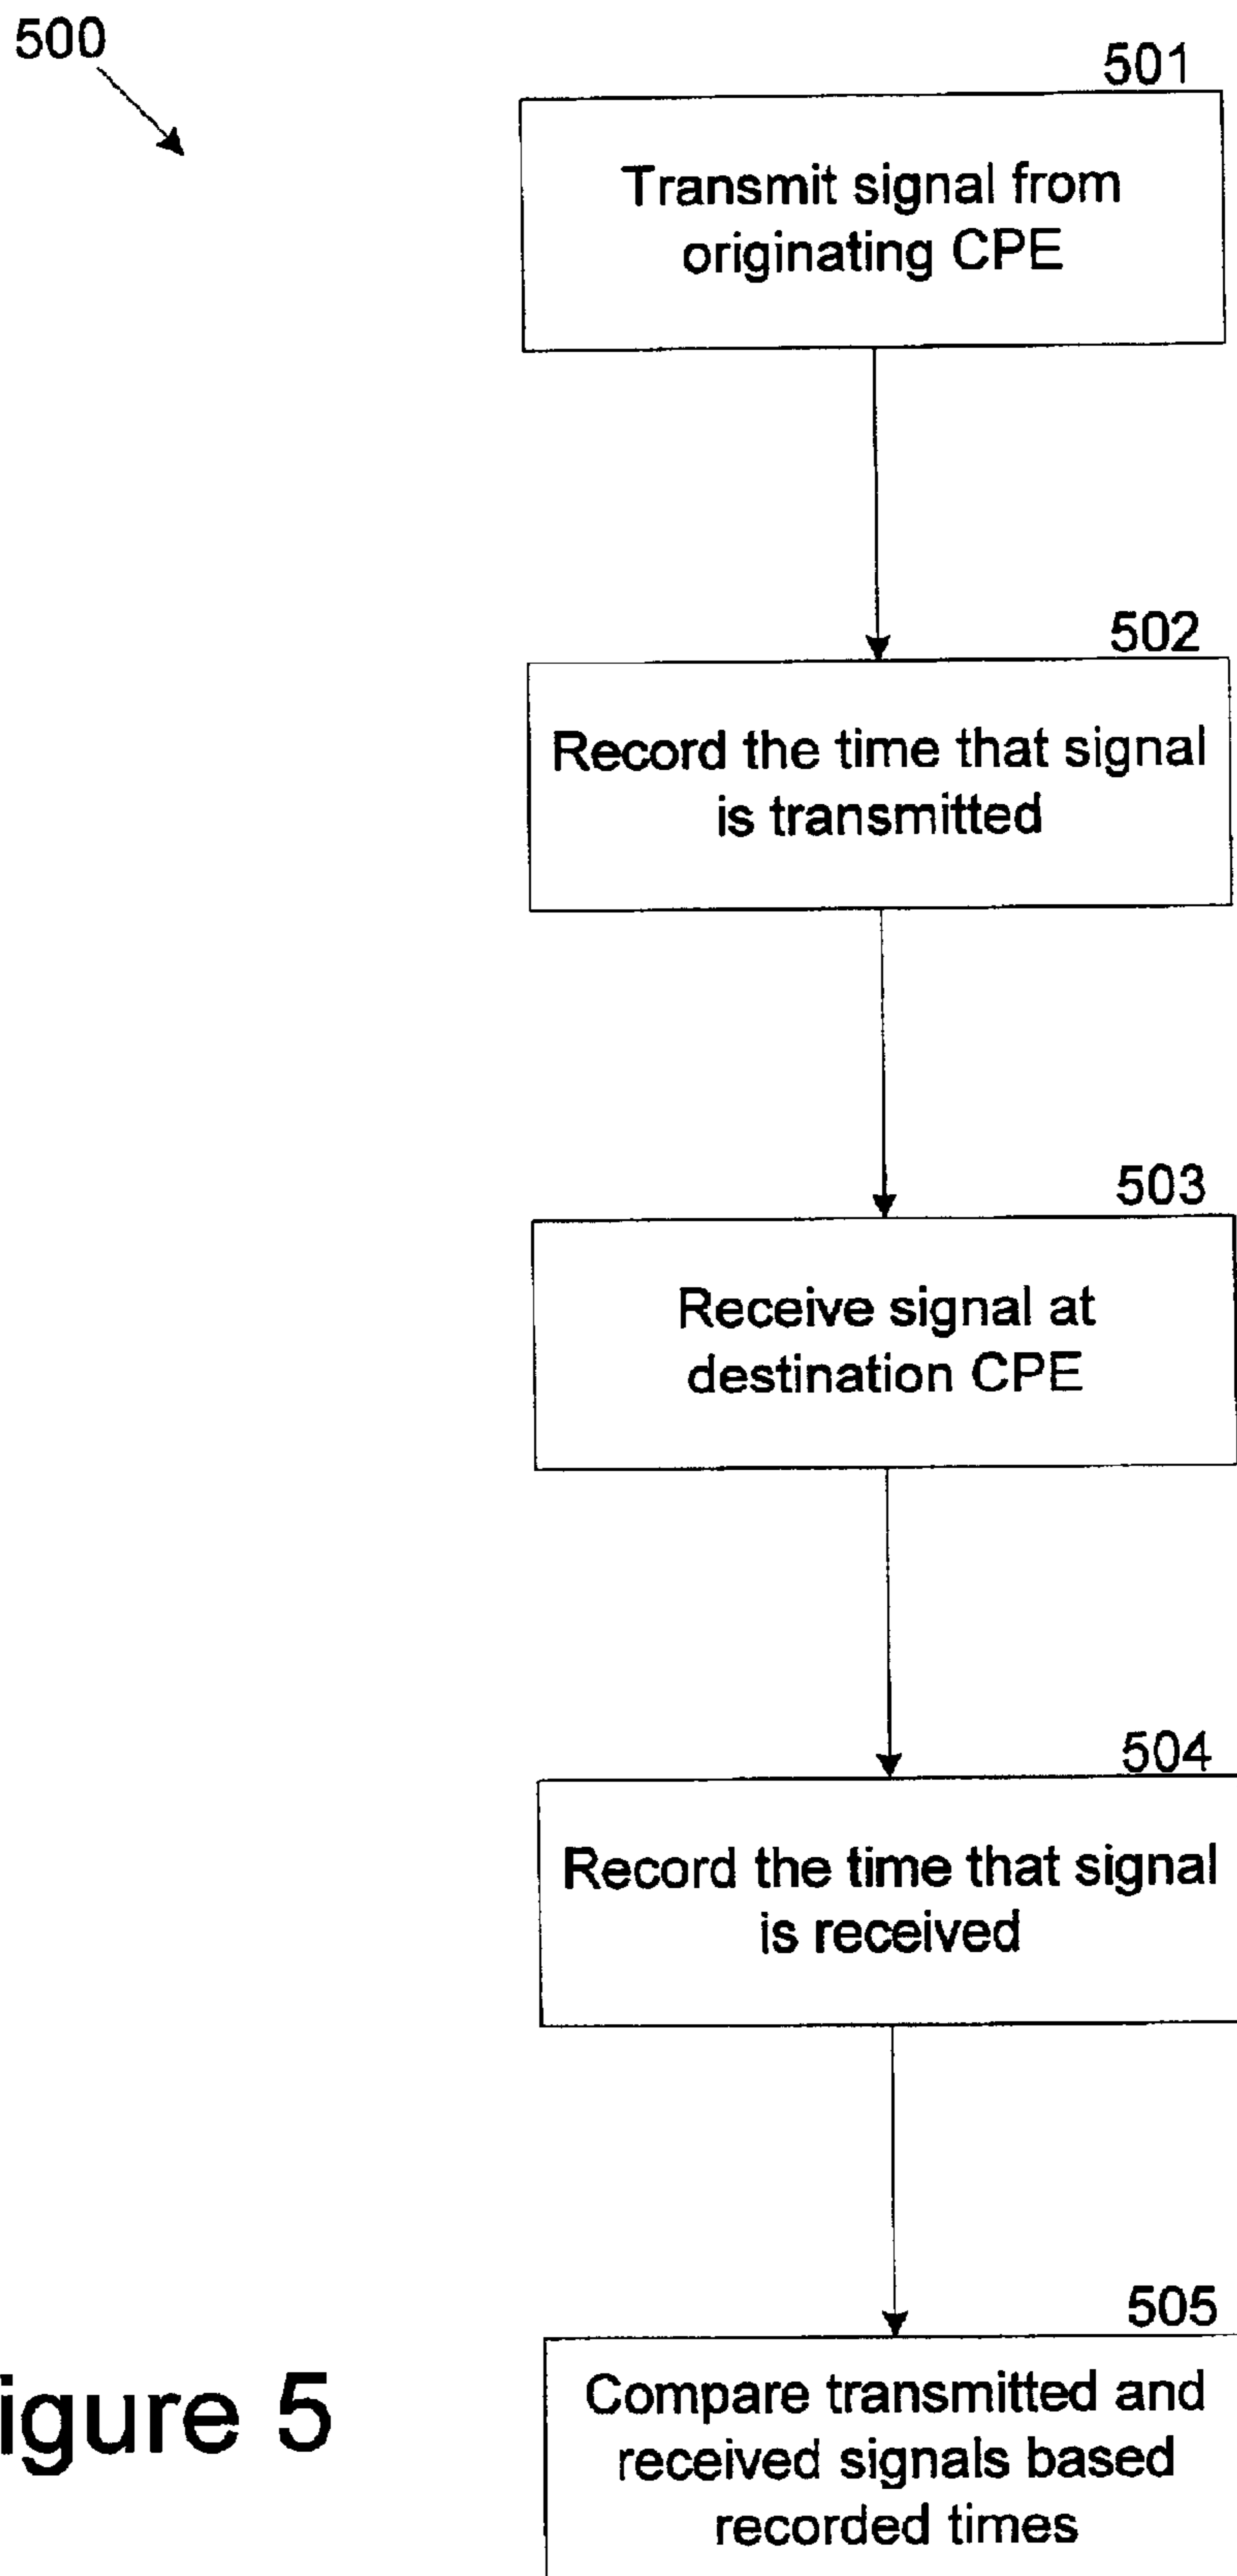 500
501
Transmit signal from
originating CPE
502
Record the time that signal
is transmitted
503
Receive signal at
destination CPE
504
Record the time that signal
is received
505
Compare transmitted and
received signals based
recorded times
igure 5